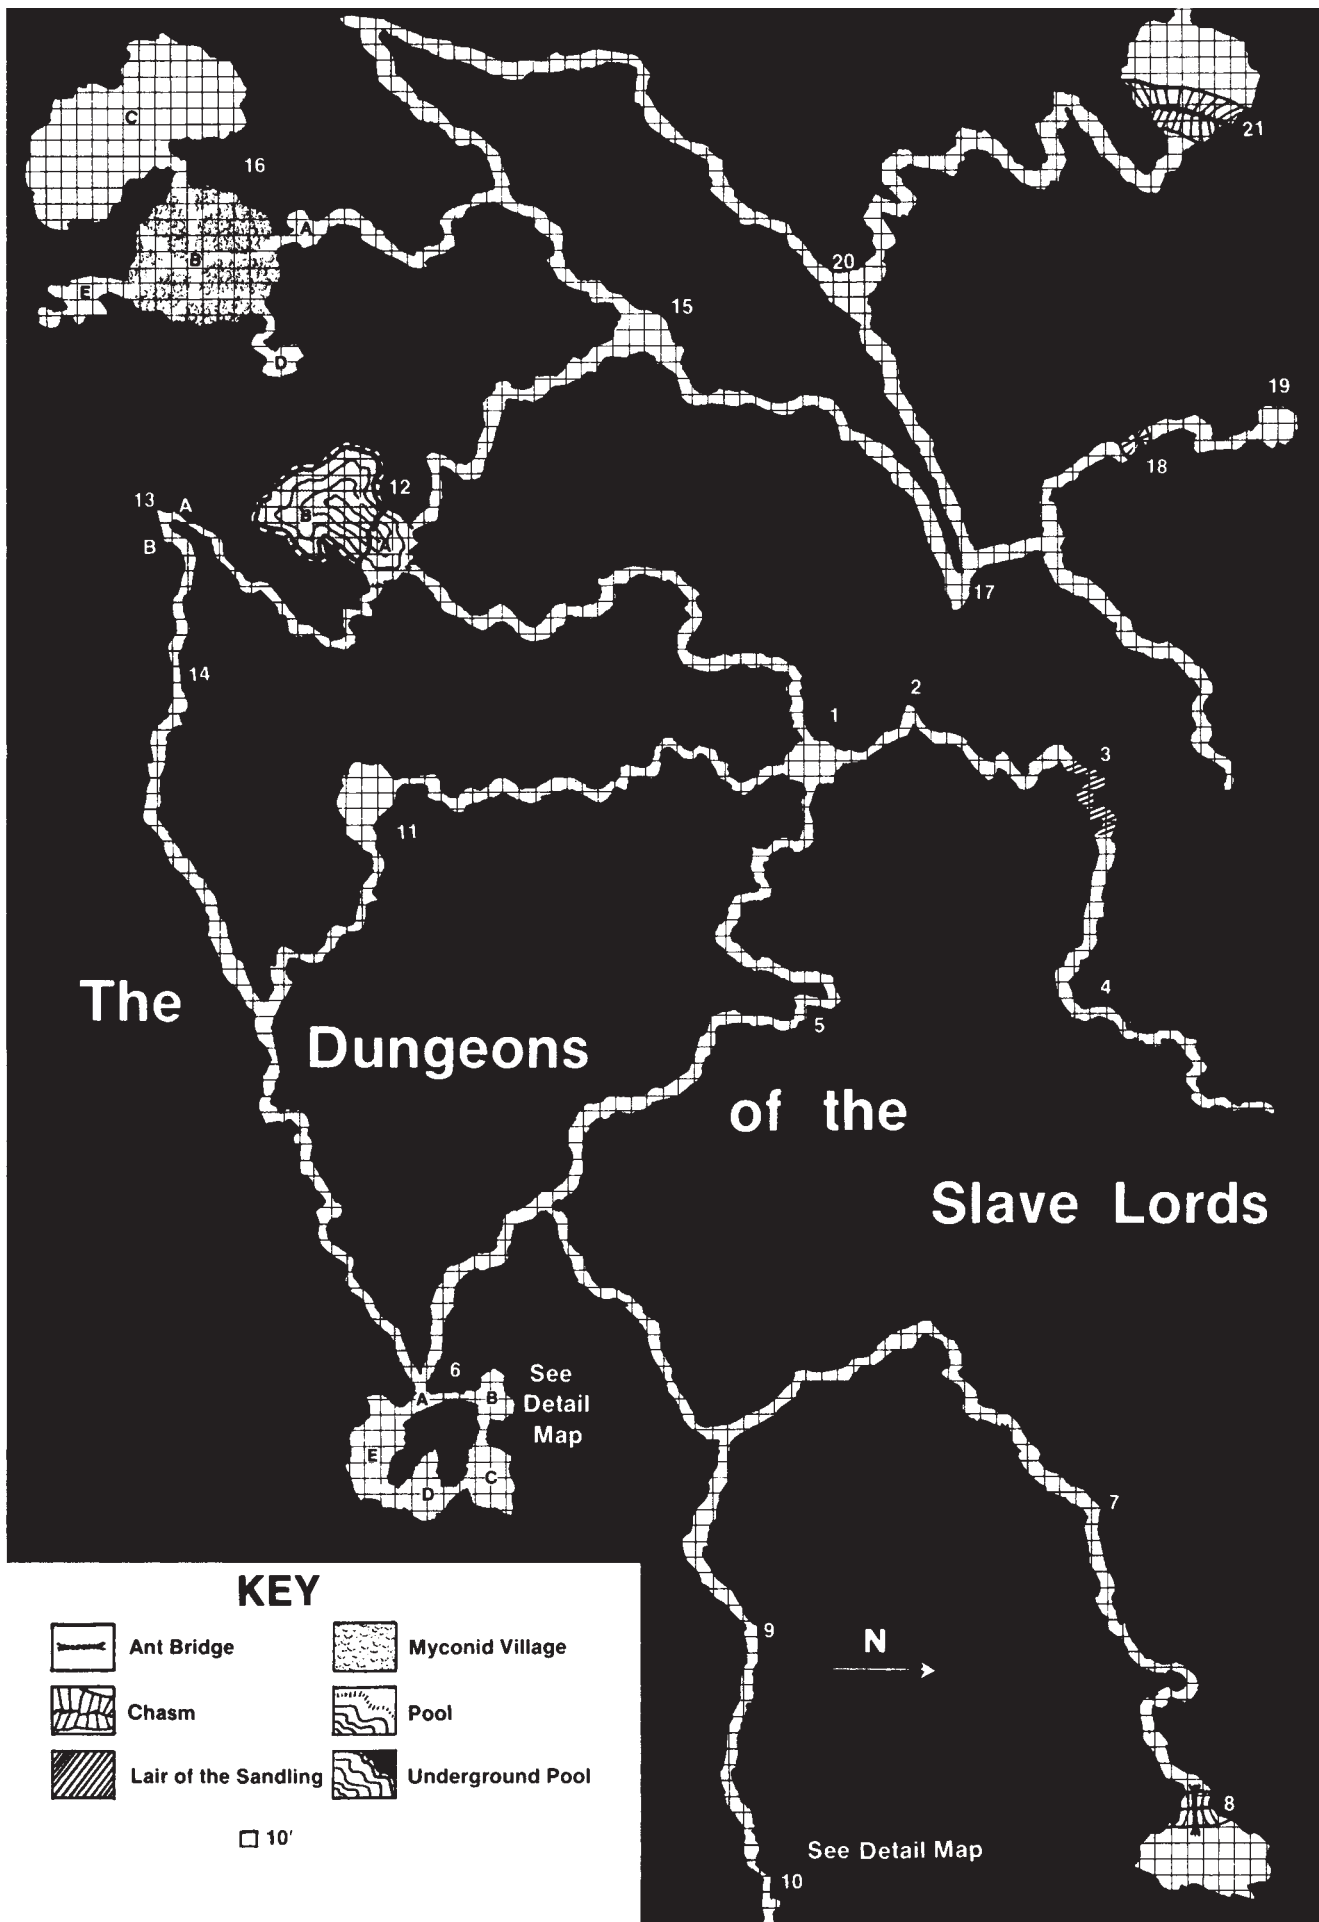 C
16
21
A
B
E
D
20
15
19
18
12
13
A
B
B
A
17
14
2
1
3
11
4
The
Dungeons
5
of the
Slave Lords
6
See
Detail
Map
A
B
E
C
D
7
KEY
Ant Bridge
Myconid Village
Chasm
Pool
Lair of the Sandling
Underground Pool
10'
9
N
8
See Detail Map
10